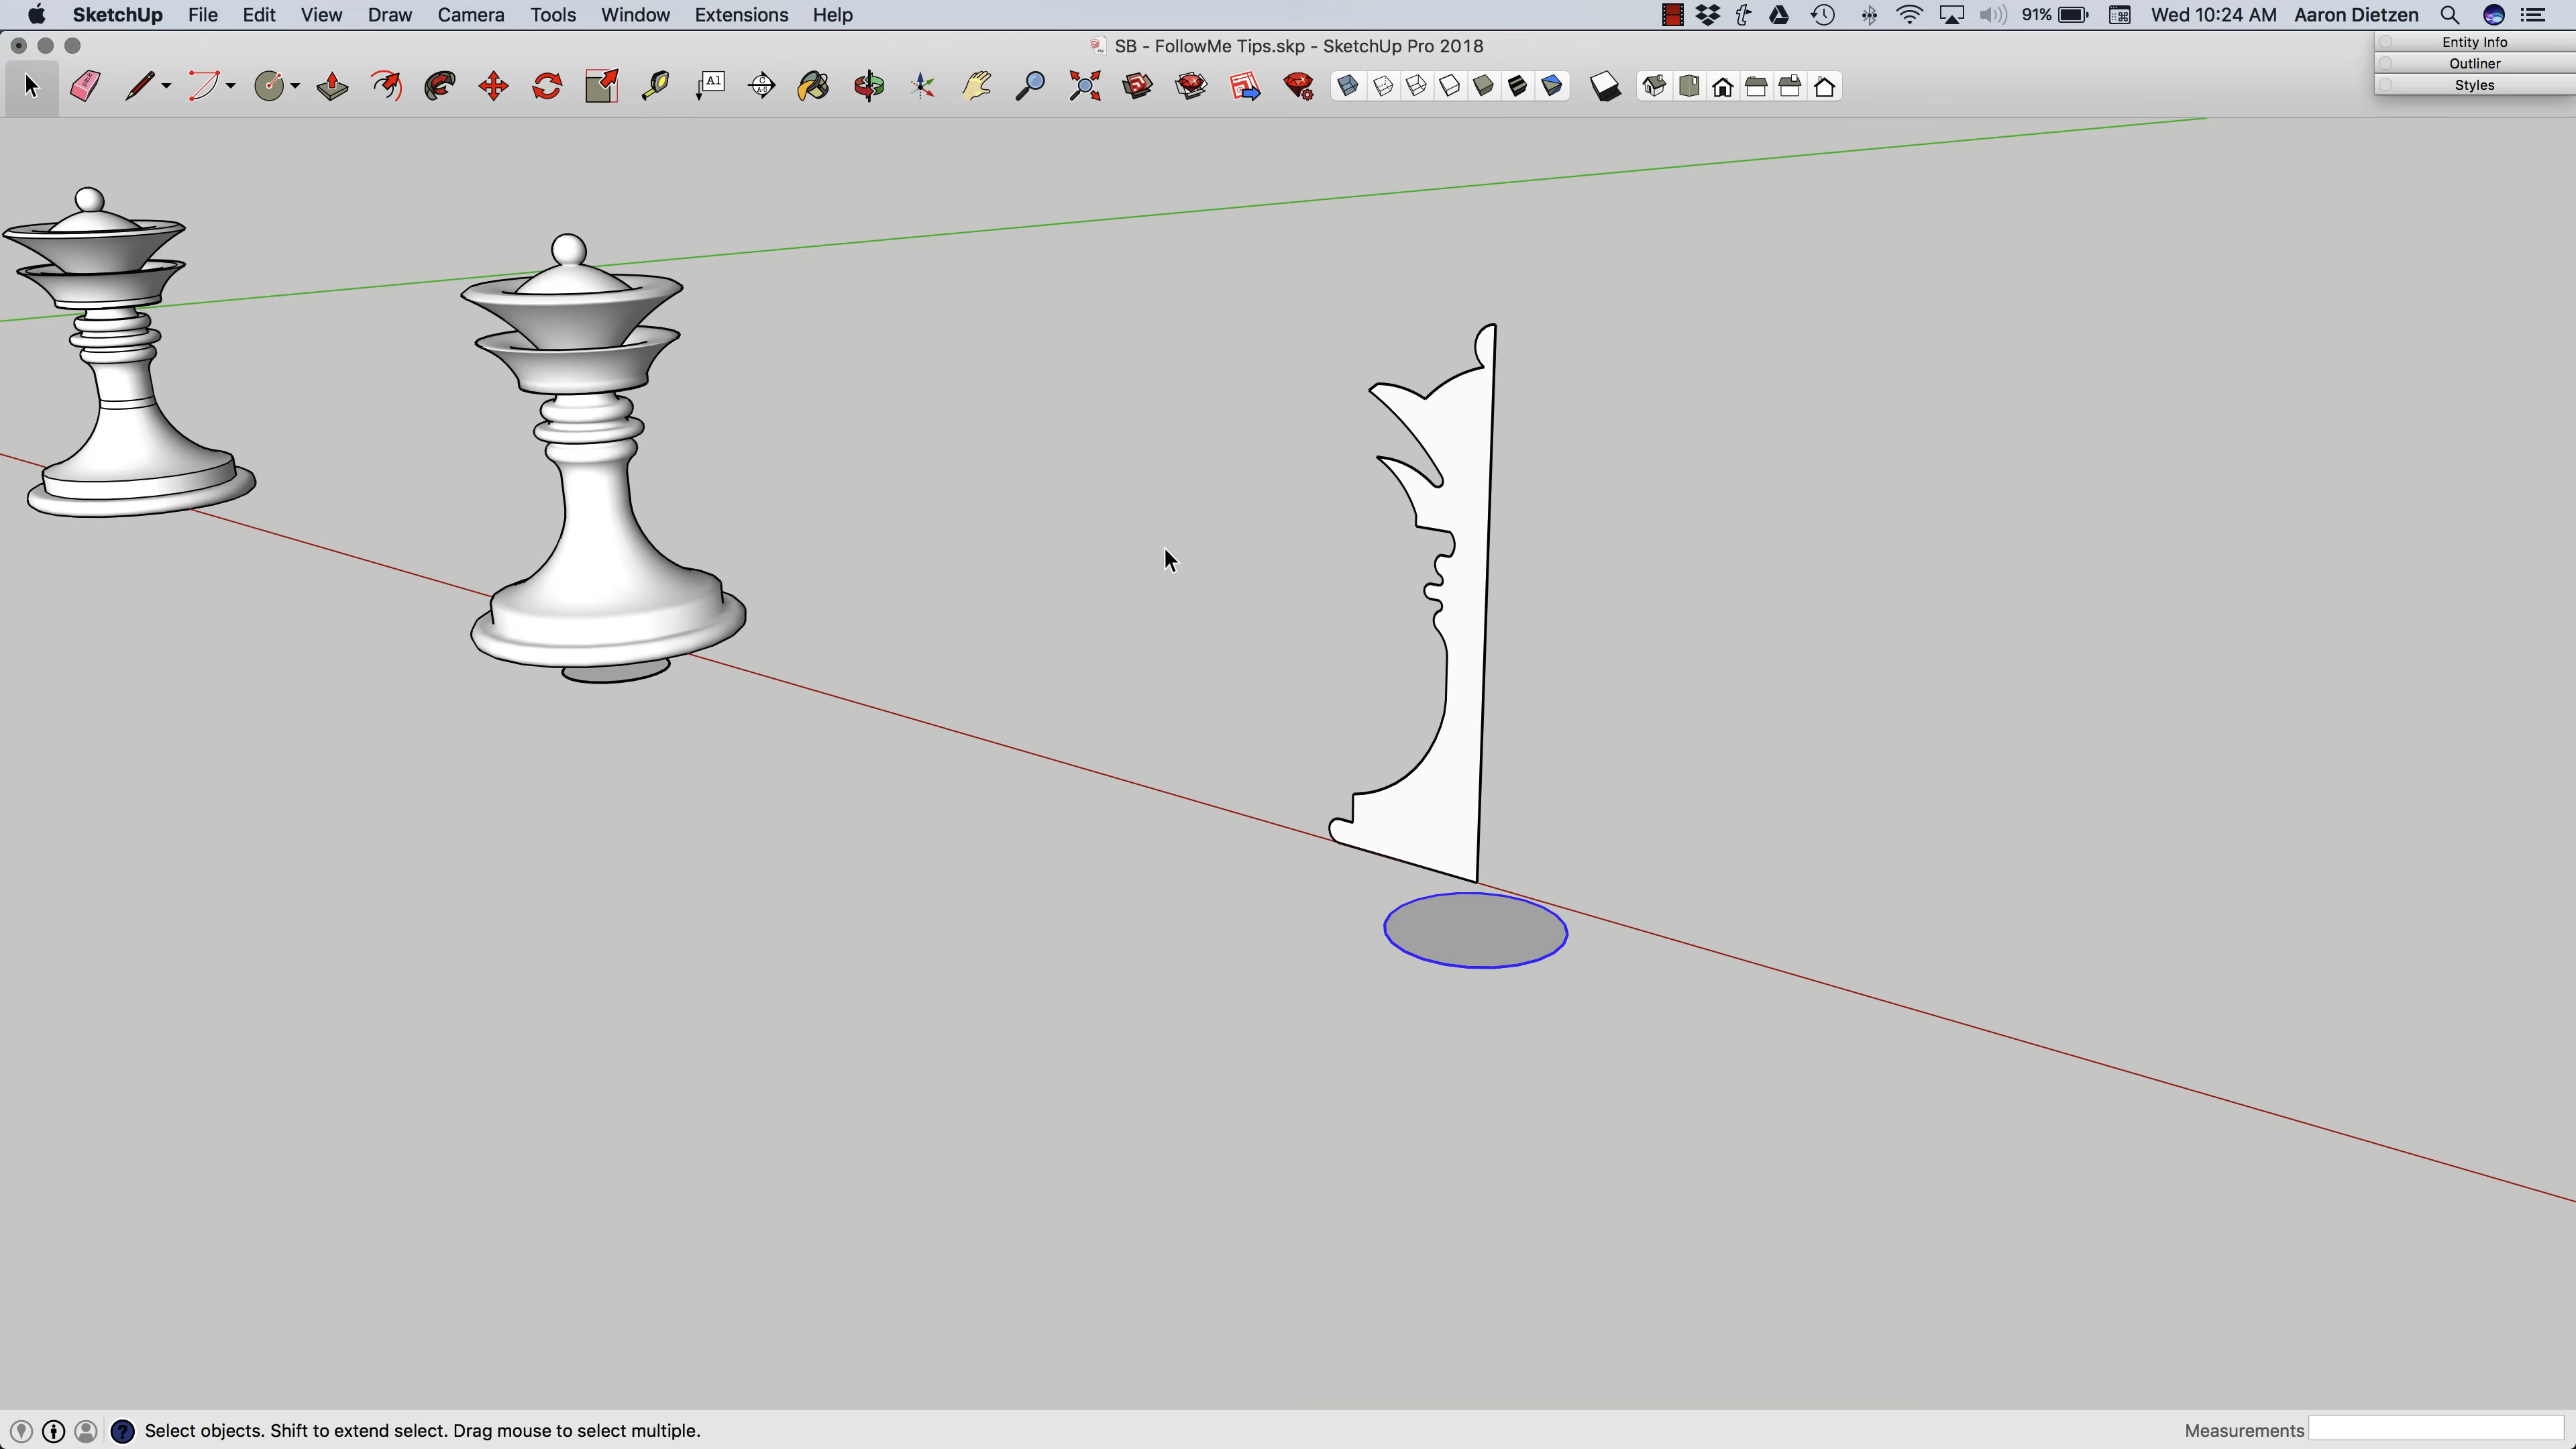 SketchUp File Edit View Draw Camera Tools Window Extensions Help 91% Wed 10:24 AM Aaron Dietzen
SB - FollowMe Tips.skp - SketchUp Pro 2018
Entity Info
Outliner
Styles
A1
Select objects. Shift to extend select. Drag mouse to select multiple.
Measurements